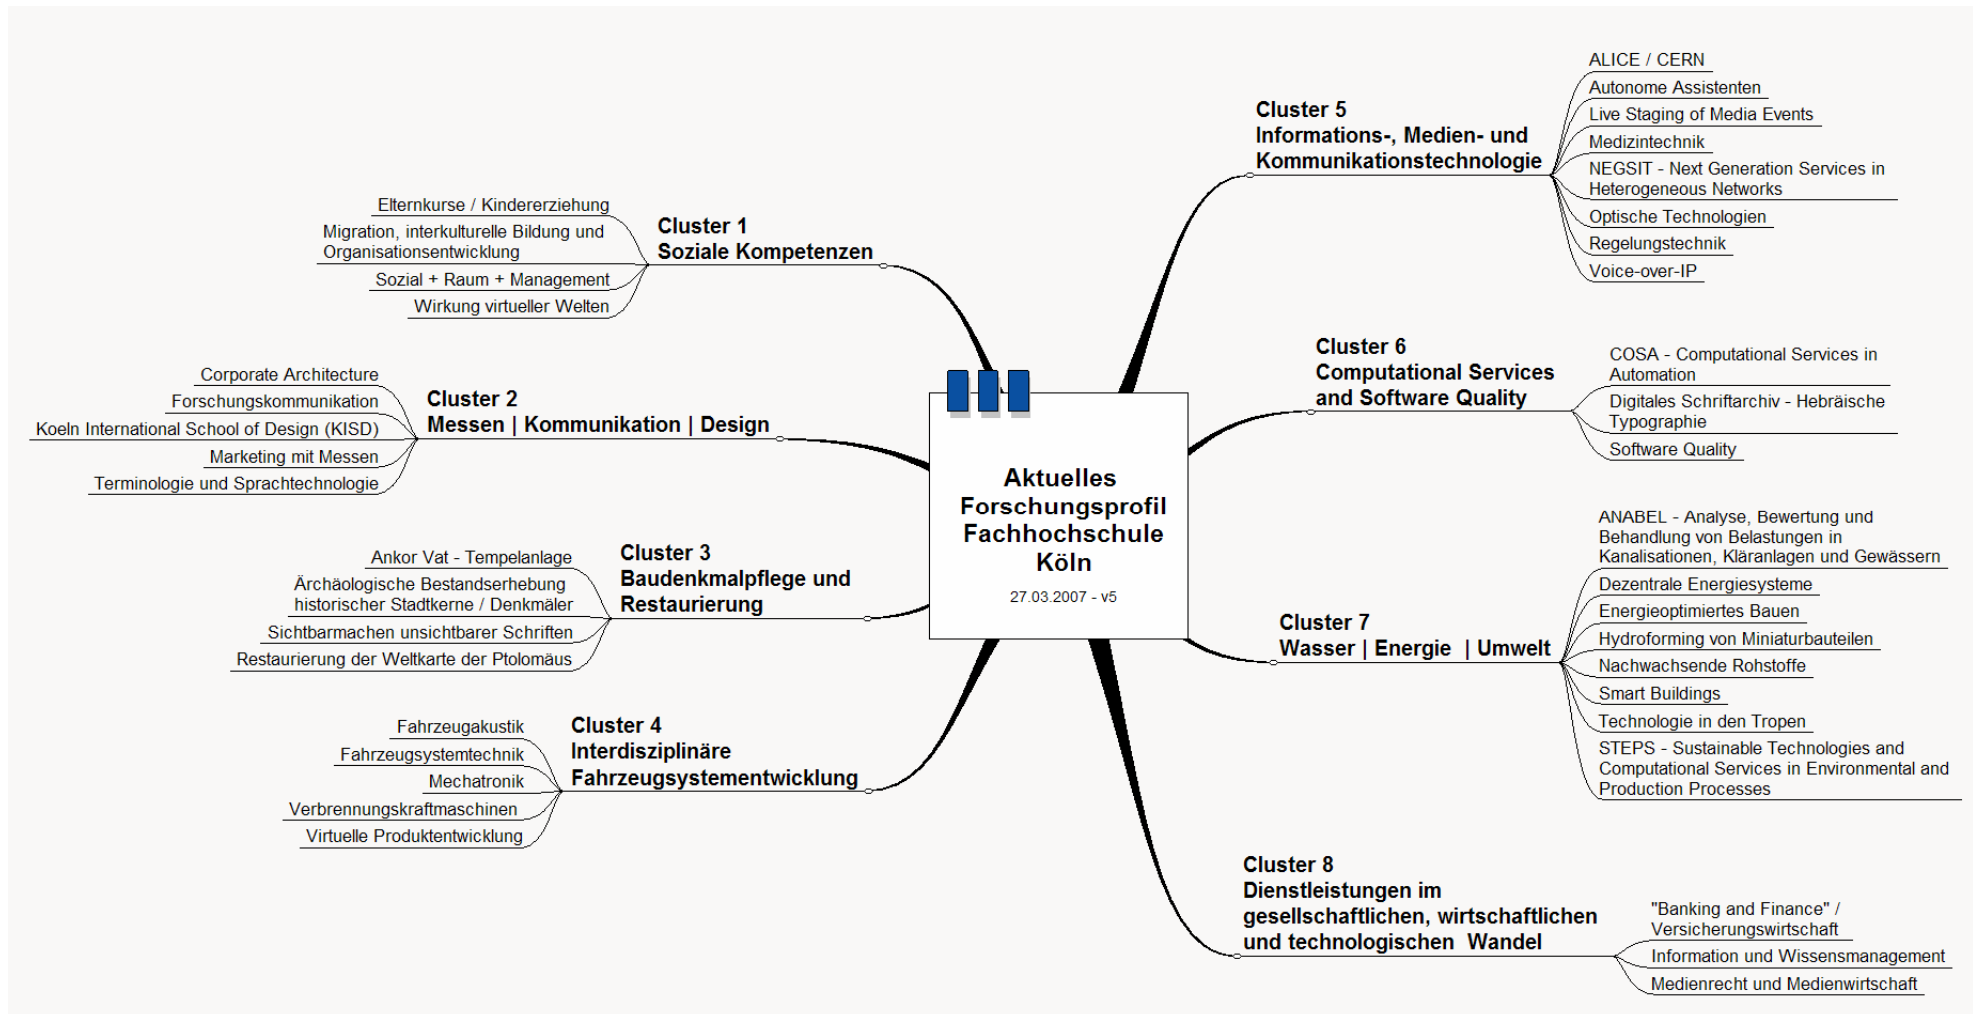 Aktuelles
Forschungsprofil
Fachhochschule
Köln
27.03.2007 - v5
Cluster 1
Soziale Kompetenzen
Elternkurse / Kindererziehung
Migration, interkulturelle Bildung und
Organisationsentwicklung
Sozial + Raum + Management
Wirkung virtueller Welten
Cluster 2
Messen | Kommunikation | Design
Corporate Architecture
Forschungskommunikation
Koeln International School of Design (KISD)
Marketing mit Messen
Terminologie und Sprachtechnologie
Cluster 3
Baudenkmalpflege und
Restaurierung
Ankor Vat - Tempelanlage
Ärchäologische Bestandserhebung
historischer Stadtkerne / Denkmäler
Sichtbarmachen unsichtbarer Schriften
Restaurierung der Weltkarte der Ptolomäus
Cluster 4
Interdisziplinäre
Fahrzeugsystementwicklung
Fahrzeugakustik
Fahrzeugsystemtechnik
Mechatronik
Verbrennungskraftmaschinen
Virtuelle Produktentwicklung
Cluster 5
Informations-, Medien- und
Kommunikationstechnologie
ALICE / CERN
Autonome Assistenten
Live Staging of Media Events
Medizintechnik
NEGSIT - Next Generation Services in
Heterogeneous Networks
Optische Technologien
Regelungstechnik
Voice-over-IP
Cluster 6
Computational Services
and Software Quality
COSA - Computational Services in
Automation
Digitales Schriftarchiv - Hebräische
Typographie
Software Quality
Cluster 7
Wasser | Energie | Umwelt
ANABEL - Analyse, Bewertung und
Behandlung von Belastungen in
Kanalisationen, Kläranlagen und Gewässern
Dezentrale Energiesysteme
Energieoptimiertes Bauen
Hydroforming von Miniaturbauteilen
Nachwachsende Rohstoffe
Smart Buildings
Technologie in den Tropen
STEPS - Sustainable Technologies and
Computational Services in Environmental and
Production Processes
Cluster 8
Dienstleistungen im
gesellschaftlichen, wirtschaftlichen
und technologischen Wandel
"Banking and Finance" /
Versicherungswirtschaft
Information und Wissensmanagement
Medienrecht und Medienwirtschaft